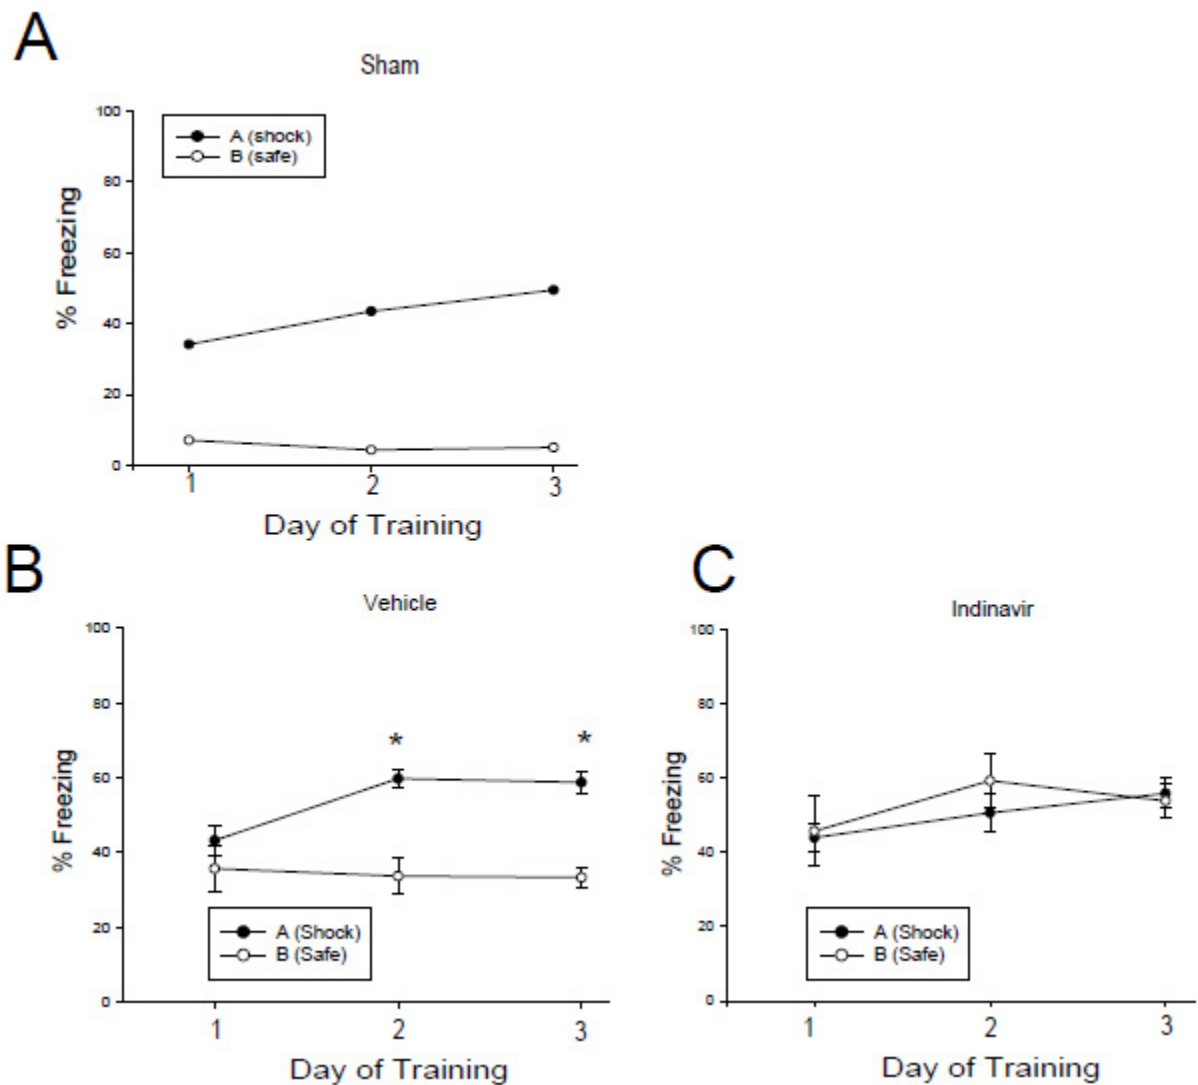 A
Sham
100
A (shock)
B (safe)
80
60
40
20
0
% Freezing
1 2 3
Day of Training
B
Vehicle
100
80
* *
60
40
20
0
% Freezing
A (Shock)
B (Safe)
1 2 3
Day of Training
C
Indinavir
100
80
60
40
20
0
% Freezing
A (Shock)
B (Safe)
1 2 3
Day of Training